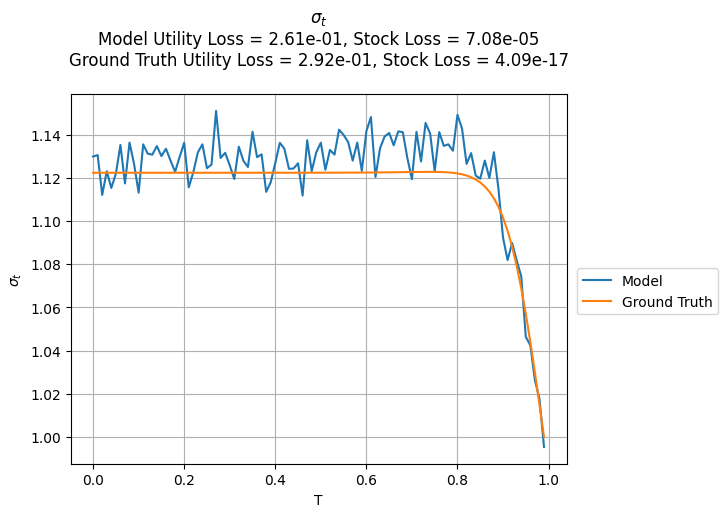 σt
Model Utility Loss = 2.61e-01, Stock Loss = 7.08e-05
Ground Truth Utility Loss = 2.92e-01, Stock Loss = 4.09e-17
1.14
1.12
1.10
1.08
1.06
1.04
1.02
1.00
σt
0.0 0.2 0.4 0.6 0.8 1.0
T
Model
Ground Truth